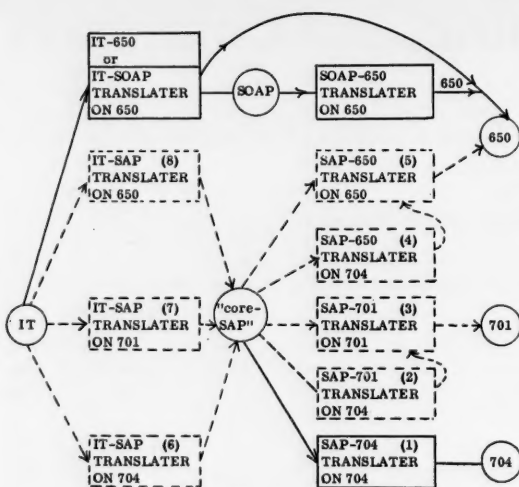 IT-650
or
IT-SOAP
TRANSLATER
ON 650
SOAP
SOAP-650
TRANSLATER
ON 650
650
650
IT-SAP (8)
TRANSLATER
ON 650
SAP-650 (5)
TRANSLATER
ON 650
SAP-650 (4)
TRANSLATER
ON 704
IT
IT-SAP (7)
TRANSLATER
ON 701
"core-
SAP"
SAP-701 (3)
TRANSLATER
ON 701
701
SAP-701 (2)
TRANSLATER
ON 704
IT-SAP (6)
TRANSLATER
ON 704
SAP-704 (1)
TRANSLATER
ON 704
704